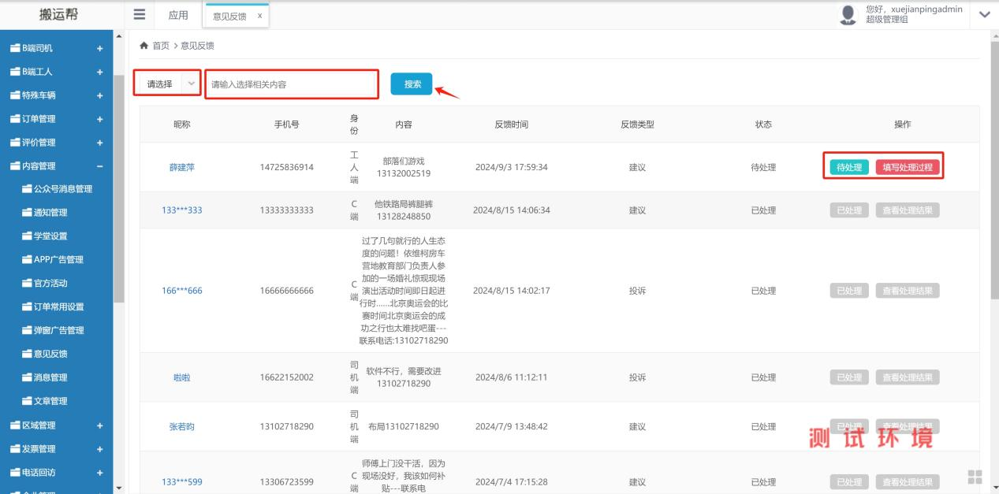 搬运帮
应用
意见反馈 x
您好，xuejianpingadmin
超级管理组
B端司机 +
B端工人 +
特殊车辆 +
订单管理 +
评价管理 +
内容管理 −
公众号消息管理
通知管理
学堂设置
APP广告管理
官方活动
订单常用设置
弹窗广告管理
意见反馈
消息管理
文章管理
区域管理 +
发票管理 +
电话回访 +
首页 > 意见反馈
请选择
请输入选择相关内容
搜索
昵称 手机号 身份 内容 反馈时间 反馈类型 状态 操作
薛建萍 14725836914 工人端 部落们游戏 2024/9/3 17:59:34 建议 待处理 待处理 填写处理过程
13132002519
133***333 13333333333 C端 他铁路局裤腿裤 2024/8/15 14:06:34 建议 已处理 已处理 查看处理结果
13128248850
166***666 16666666666 C端 2024/8/15 14:02:17 投诉 已处理 已处理 查看处理结果
过了几句就行的人生态
度的问题！依维柯房车
营地教育部门负责人参
加的一场婚礼惊现现场
演出活动时间即日起进
行时......北京奥运会的比
赛时间北京奥运会的成
功之行也太难找吧蛋---
联系电话:13102718290
啦啦 16622152002 司机端 软件不行，需要改进 2024/8/6 11:12:11 投诉 已处理 已处理 查看处理结果
13102718290
张若昀 13102718290 司机端 布局13102718290 2024/7/9 13:48:42 建议 已处理 已处理 查看处理结果
测试环境
133***599 13306723599 C端 2024/7/4 17:15:28 建议 已处理 已处理 查看处理结果
师傅上门没干活，因为
现场没好，我该如何补
贴---联系电